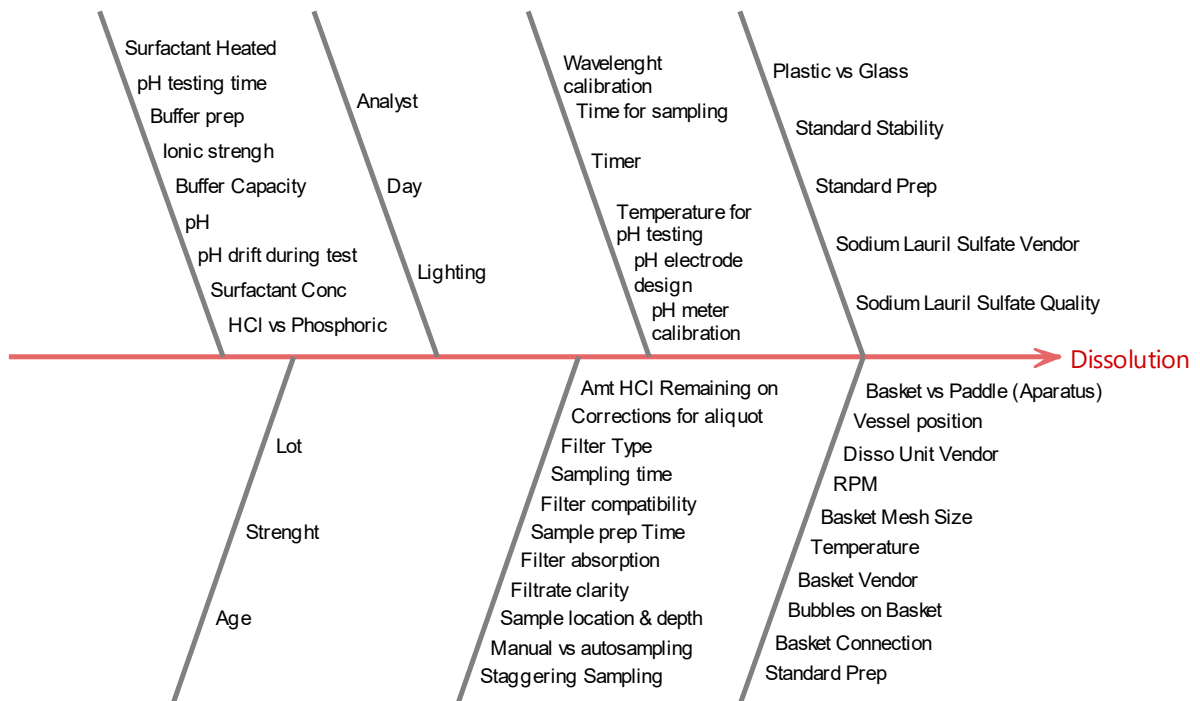 Surfactant Heated
pH testing time
Buffer prep
Ionic strengh
Buffer Capacity
pH
pH drift during test
Surfactant Conc
HCl vs Phosphoric
Analyst
Day
Lighting
Wavelenght
calibration
Time for sampling
Timer
Temperature for
pH testing
pH electrode
design
pH meter
calibration
Plastic vs Glass
Standard Stability
Standard Prep
Sodium Lauril Sulfate Vendor
Sodium Lauril Sulfate Quality
Dissolution
Lot
Strenght
Age
Amt HCl Remaining on
Corrections for aliquot
Filter Type
Sampling time
Filter compatibility
Sample prep Time
Filter absorption
Filtrate clarity
Sample location & depth
Manual vs autosampling
Staggering Sampling
Basket vs Paddle (Aparatus)
Vessel position
Disso Unit Vendor
RPM
Basket Mesh Size
Temperature
Basket Vendor
Bubbles on Basket
Basket Connection
Standard Prep